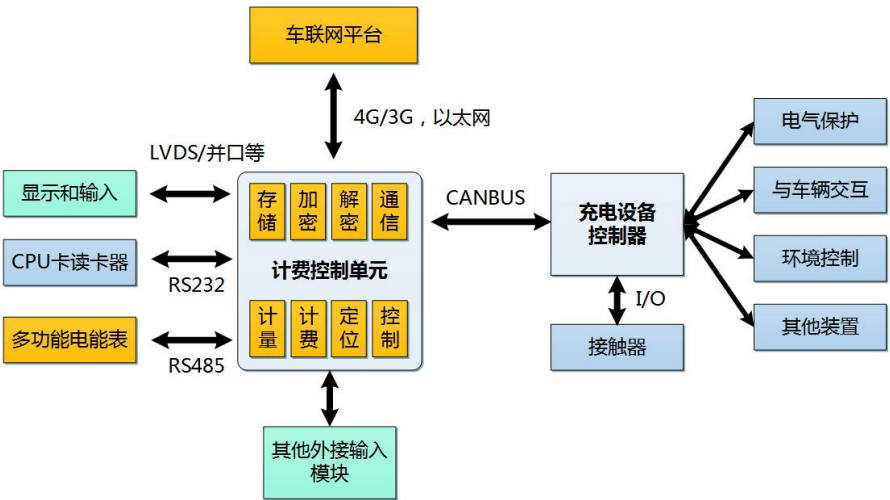 车联网平台
4G/3G，以太网
LVDS/并口等
显示和输入
CPU卡读卡器
RS232
多功能电能表
RS485
存储
加密
解密
通信
计费控制单元
计量
计费
定位
控制
其他外接输入
模块
CANBUS
充电设备
控制器
I/O
接触器
电气保护
与车辆交互
环境控制
其他装置